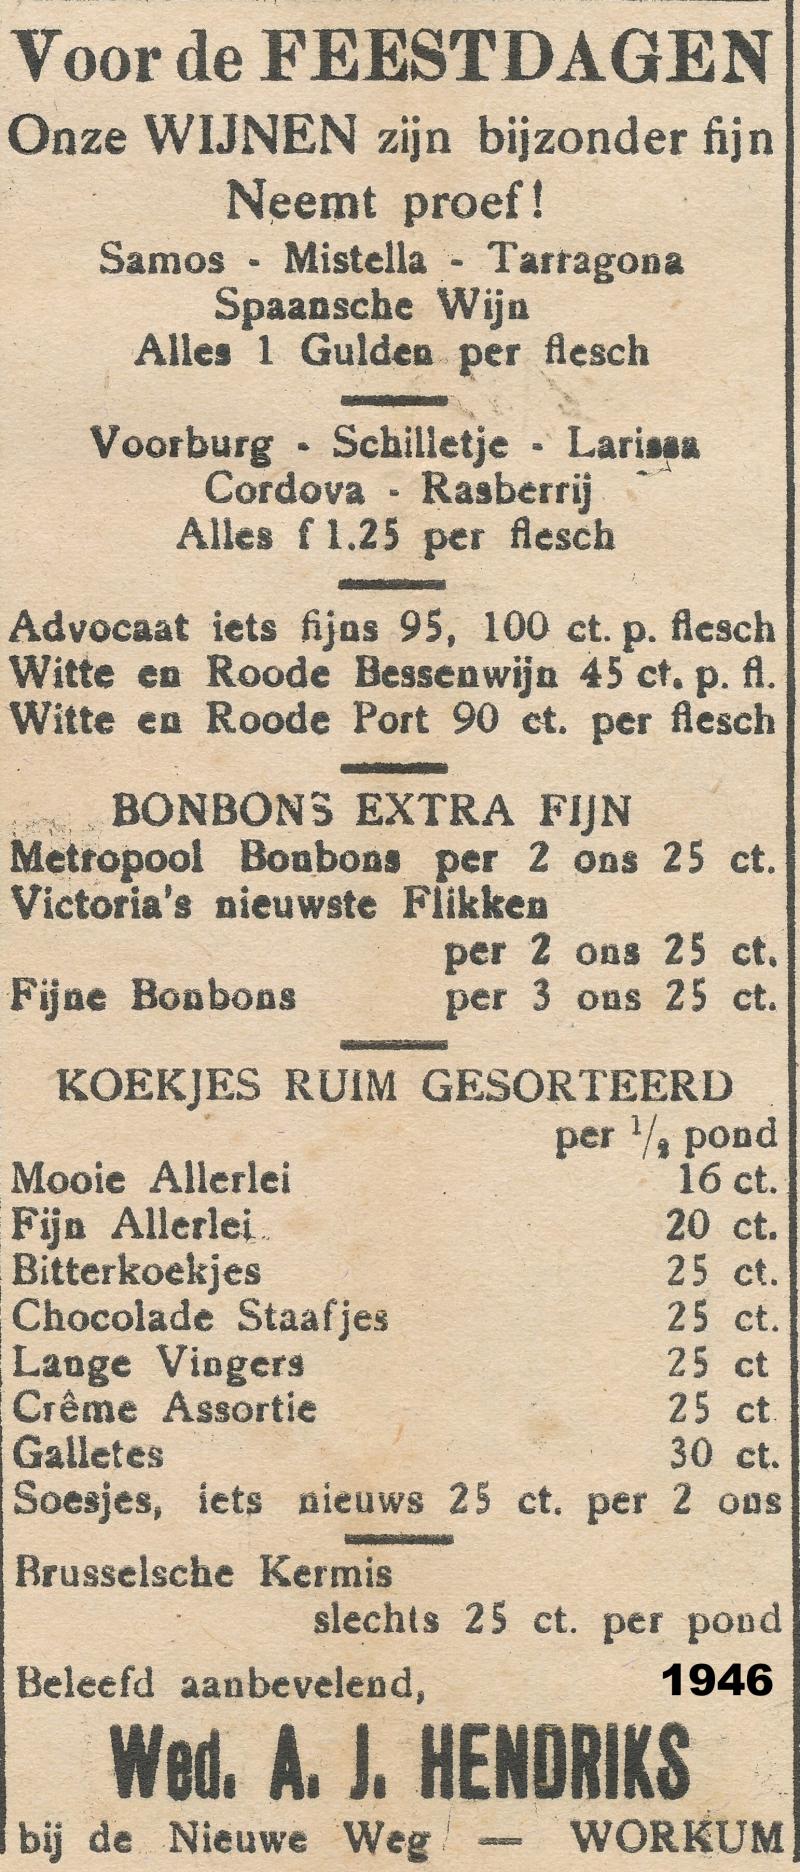 Voor de FEESTDAGEN
Onze WIJNEN zijn bijzonder fijn
Neemt proef!
Samos - Mistella - Tarragona
Spaansche Wijn
Alles 1 Gulden per flesch
Voorburg - Schilletje - Larissa
Cordova - Rasberrij
Alles f 1.25 per flesch
Advocaat iets fijns 95, 100 ct. p. flesch
Witte en Roode Bessenwijn 45 ct. p. fl.
Witte en Roode Port 90 ct. per flesch
BONBONS EXTRA FIJN
Metropool Bonbons per 2 ons 25 ct.
Victoria's nieuwste Flikken
per 2 ons 25 ct.
Fijne Bonbons per 3 ons 25 ct.
KOEKJES RUIM GESORTEERD
per 1/2 pond
Mooie Allerlei 16 ct.
Fijn Allerlei 20 ct.
Bitterkoekjes 25 ct.
Chocolade Staafjes 25 ct.
Lange Vingers 25 ct
Crême Assortie 25 ct
Galletes 30 ct.
Soesjes, iets nieuws 25 ct. per 2 ons
Brusselsche Kermis
slechts 25 ct. per pond
Beleefd aanbevelend, 1946
Wed. A. J. HENDRIKS
bij de Nieuwe Weg — WORKUM